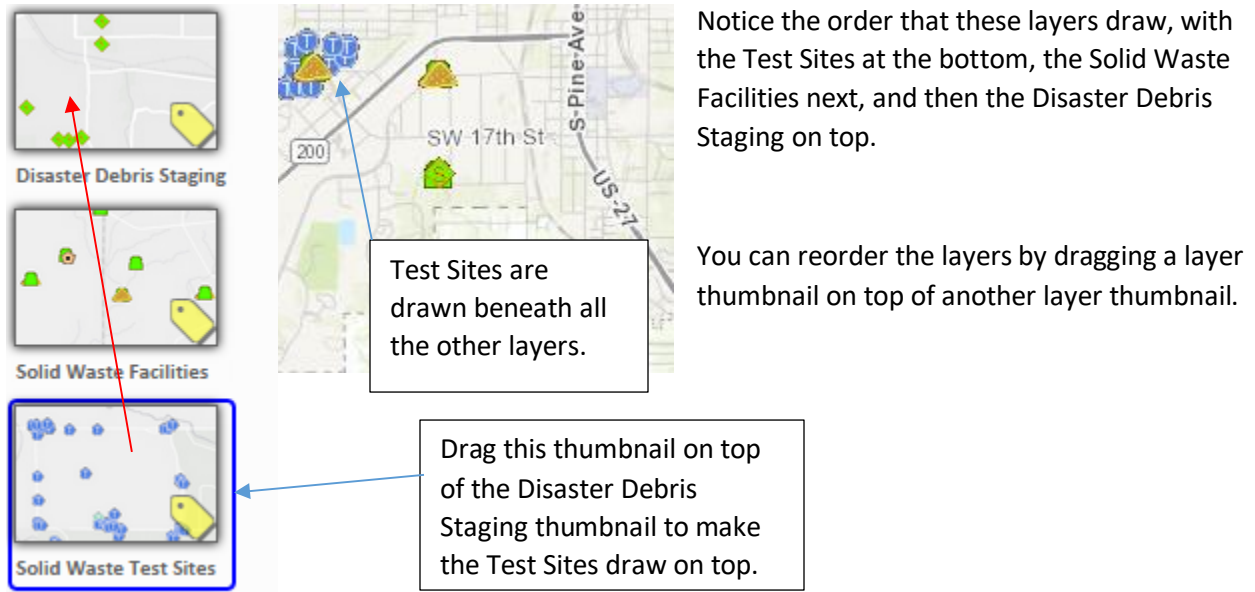 Disaster Debris Staging
Solid Waste Facilities
Solid Waste Test Sites
200
SW 17th St
S-Pine-Ave
US-27
Test Sites are
drawn beneath all
the other layers.
Drag this thumbnail on top
of the Disaster Debris
Staging thumbnail to make
the Test Sites draw on top.
Notice the order that these layers draw, with
the Test Sites at the bottom, the Solid Waste
Facilities next, and then the Disaster Debris
Staging on top.
You can reorder the layers by dragging a layer
thumbnail on top of another layer thumbnail.